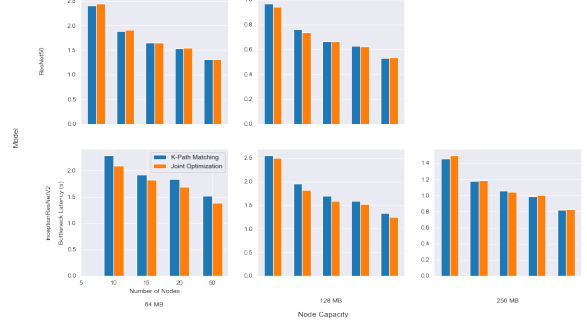 2.5
2.0
1.5
1.0
0.5
0.0
ResNet50
1.0
0.8
0.6
0.4
0.2
0.0
Model
K-Path Matching
Joint Optimization
2.0
1.5
1.0
0.5
0.0
InceptionResNetV2
Bottleneck Latency (s)
5 10 15 20 50
Number of Nodes
64 MB
2.5
2.0
1.5
1.0
0.5
0.0
128 MB
Node Capacity
1.4
1.2
1.0
0.8
0.6
0.4
0.2
0.0
256 MB